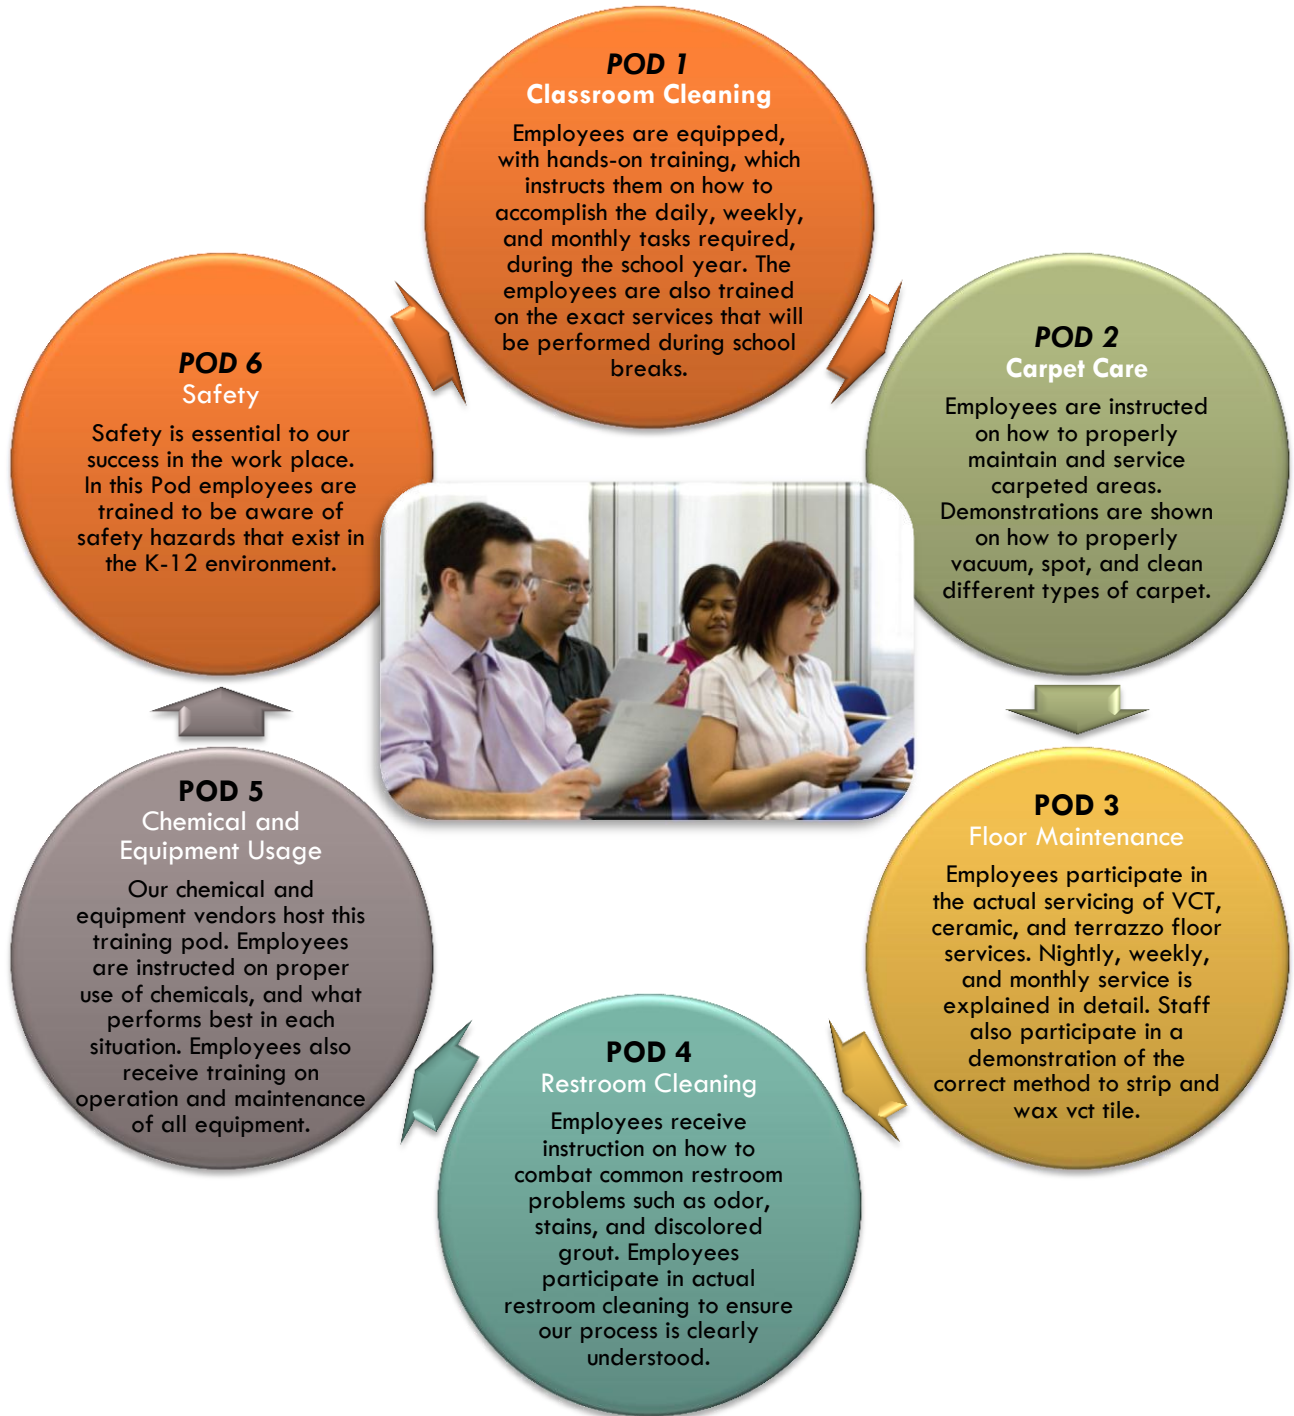 POD 1
Classroom Cleaning
Employees are equipped,
with hands-on training, which
instructs them on how to
accomplish the daily, weekly,
and monthly tasks required,
during the school year. The
employees are also trained
on the exact services that will
be performed during school
breaks.
POD 2
Carpet Care
Employees are instructed
on how to properly
maintain and service
carpeted areas.
Demonstrations are shown
on how to properly
vacuum, spot, and clean
different types of carpet.
POD 3
Floor Maintenance
Employees participate in
the actual servicing of VCT,
ceramic, and terrazzo floor
services. Nightly, weekly,
and monthly service is
explained in detail. Staff
also participate in a
demonstration of the
correct method to strip and
wax vct tile.
POD 4
Restroom Cleaning
Employees receive
instruction on how to
combat common restroom
problems such as odor,
stains, and discolored
grout. Employees
participate in actual
restroom cleaning to ensure
our process is clearly
understood.
POD 5
Chemical and
Equipment Usage
Our chemical and
equipment vendors host this
training pod. Employees
are instructed on proper
use of chemicals, and what
performs best in each
situation. Employees also
receive training on
operation and maintenance
of all equipment.
POD 6
Safety
Safety is essential to our
success in the work place.
In this Pod employees are
trained to be aware of
safety hazards that exist in
the K-12 environment.